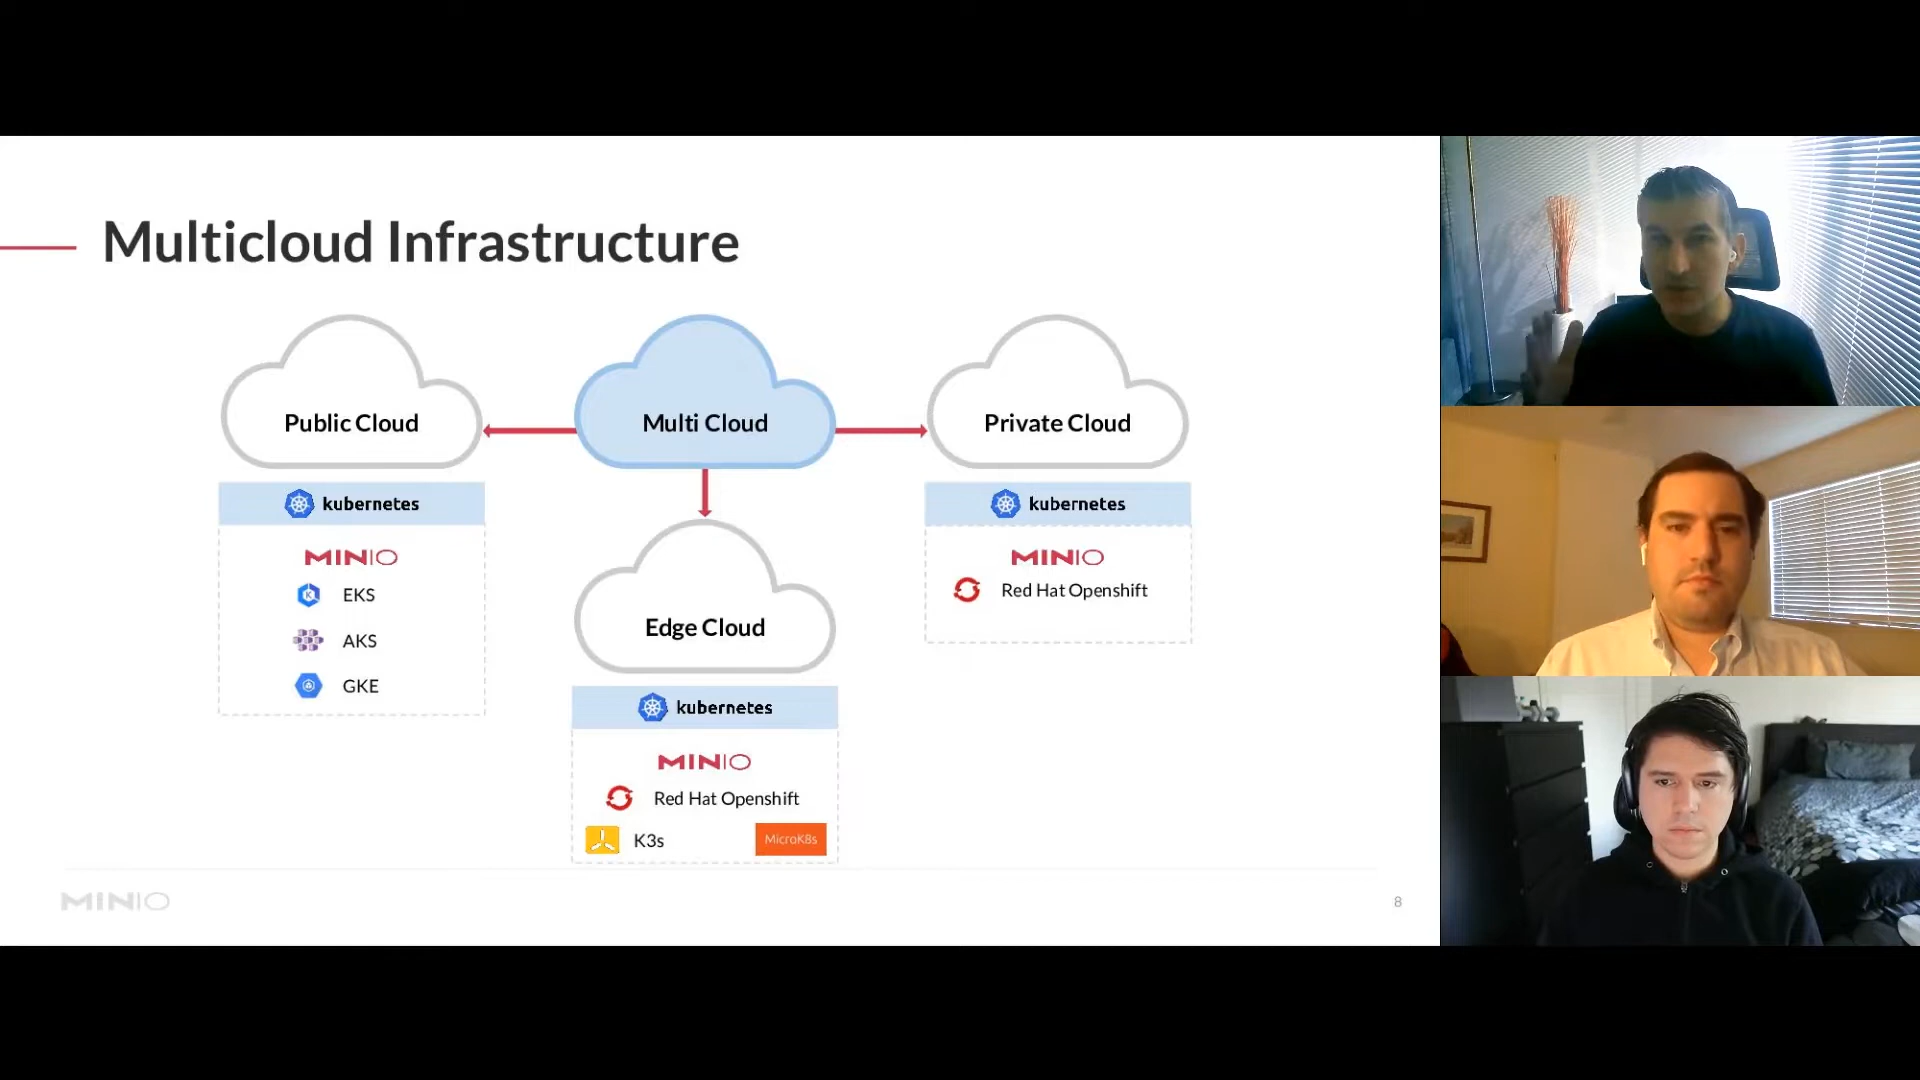 Multicloud Infrastructure
Public Cloud
Multi Cloud
Private Cloud
kubernetes
MINIO
EKS
AKS
GKE
Edge Cloud
kubernetes
MINIO
Red Hat Openshift
K3s
MicroK8s
kubernetes
MINIO
Red Hat Openshift
MINIO
8